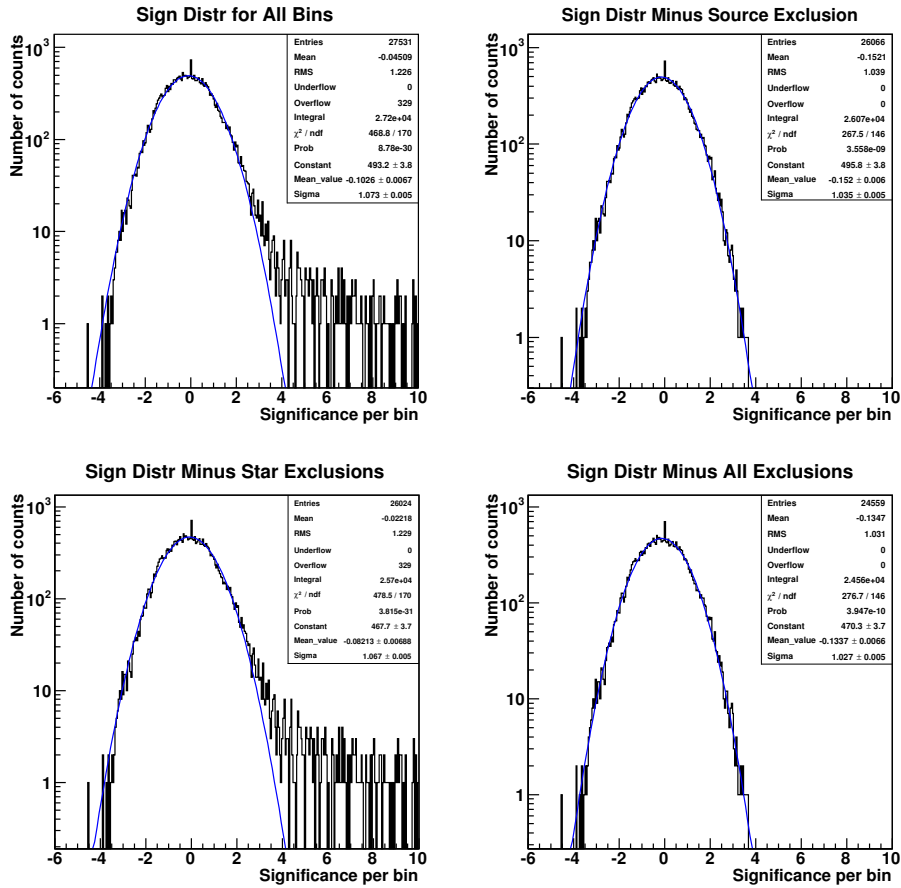 Sign Distr for All Bins
Number of counts
10³
10²
10
1
Entries 27531
Mean -0.04509
RMS 1.226
Underflow 0
Overflow 329
Integral 2.72e+04
χ² / ndf 468.8 / 170
Prob 8.78e-30
Constant 493.2 ± 3.8
Mean_value -0.1026 ± 0.0067
Sigma 1.073 ± 0.005
-6 -4 -2 0 2 4 6 8 10
Significance per bin
Sign Distr Minus Source Exclusion
Number of counts
10³
10²
10
1
Entries 26066
Mean -0.1521
RMS 1.039
Underflow 0
Overflow 0
Integral 2.607e+04
χ² / ndf 267.5 / 146
Prob 3.558e-09
Constant 495.8 ± 3.8
Mean_value -0.152 ± 0.006
Sigma 1.035 ± 0.005
-6 -4 -2 0 2 4 6 8 10
Significance per bin
Sign Distr Minus Star Exclusions
Number of counts
10³
10²
10
1
Entries 26024
Mean -0.02218
RMS 1.229
Underflow 0
Overflow 329
Integral 2.57e+04
χ² / ndf 478.5 / 170
Prob 3.815e-31
Constant 467.7 ± 3.7
Mean_value -0.08213 ± 0.00688
Sigma 1.067 ± 0.005
-6 -4 -2 0 2 4 6 8 10
Significance per bin
Sign Distr Minus All Exclusions
Number of counts
10³
10²
10
1
Entries 24559
Mean -0.1347
RMS 1.031
Underflow 0
Overflow 0
Integral 2.456e+04
χ² / ndf 276.7 / 146
Prob 3.947e-10
Constant 470.3 ± 3.7
Mean_value -0.1337 ± 0.0066
Sigma 1.027 ± 0.005
-6 -4 -2 0 2 4 6 8 10
Significance per bin